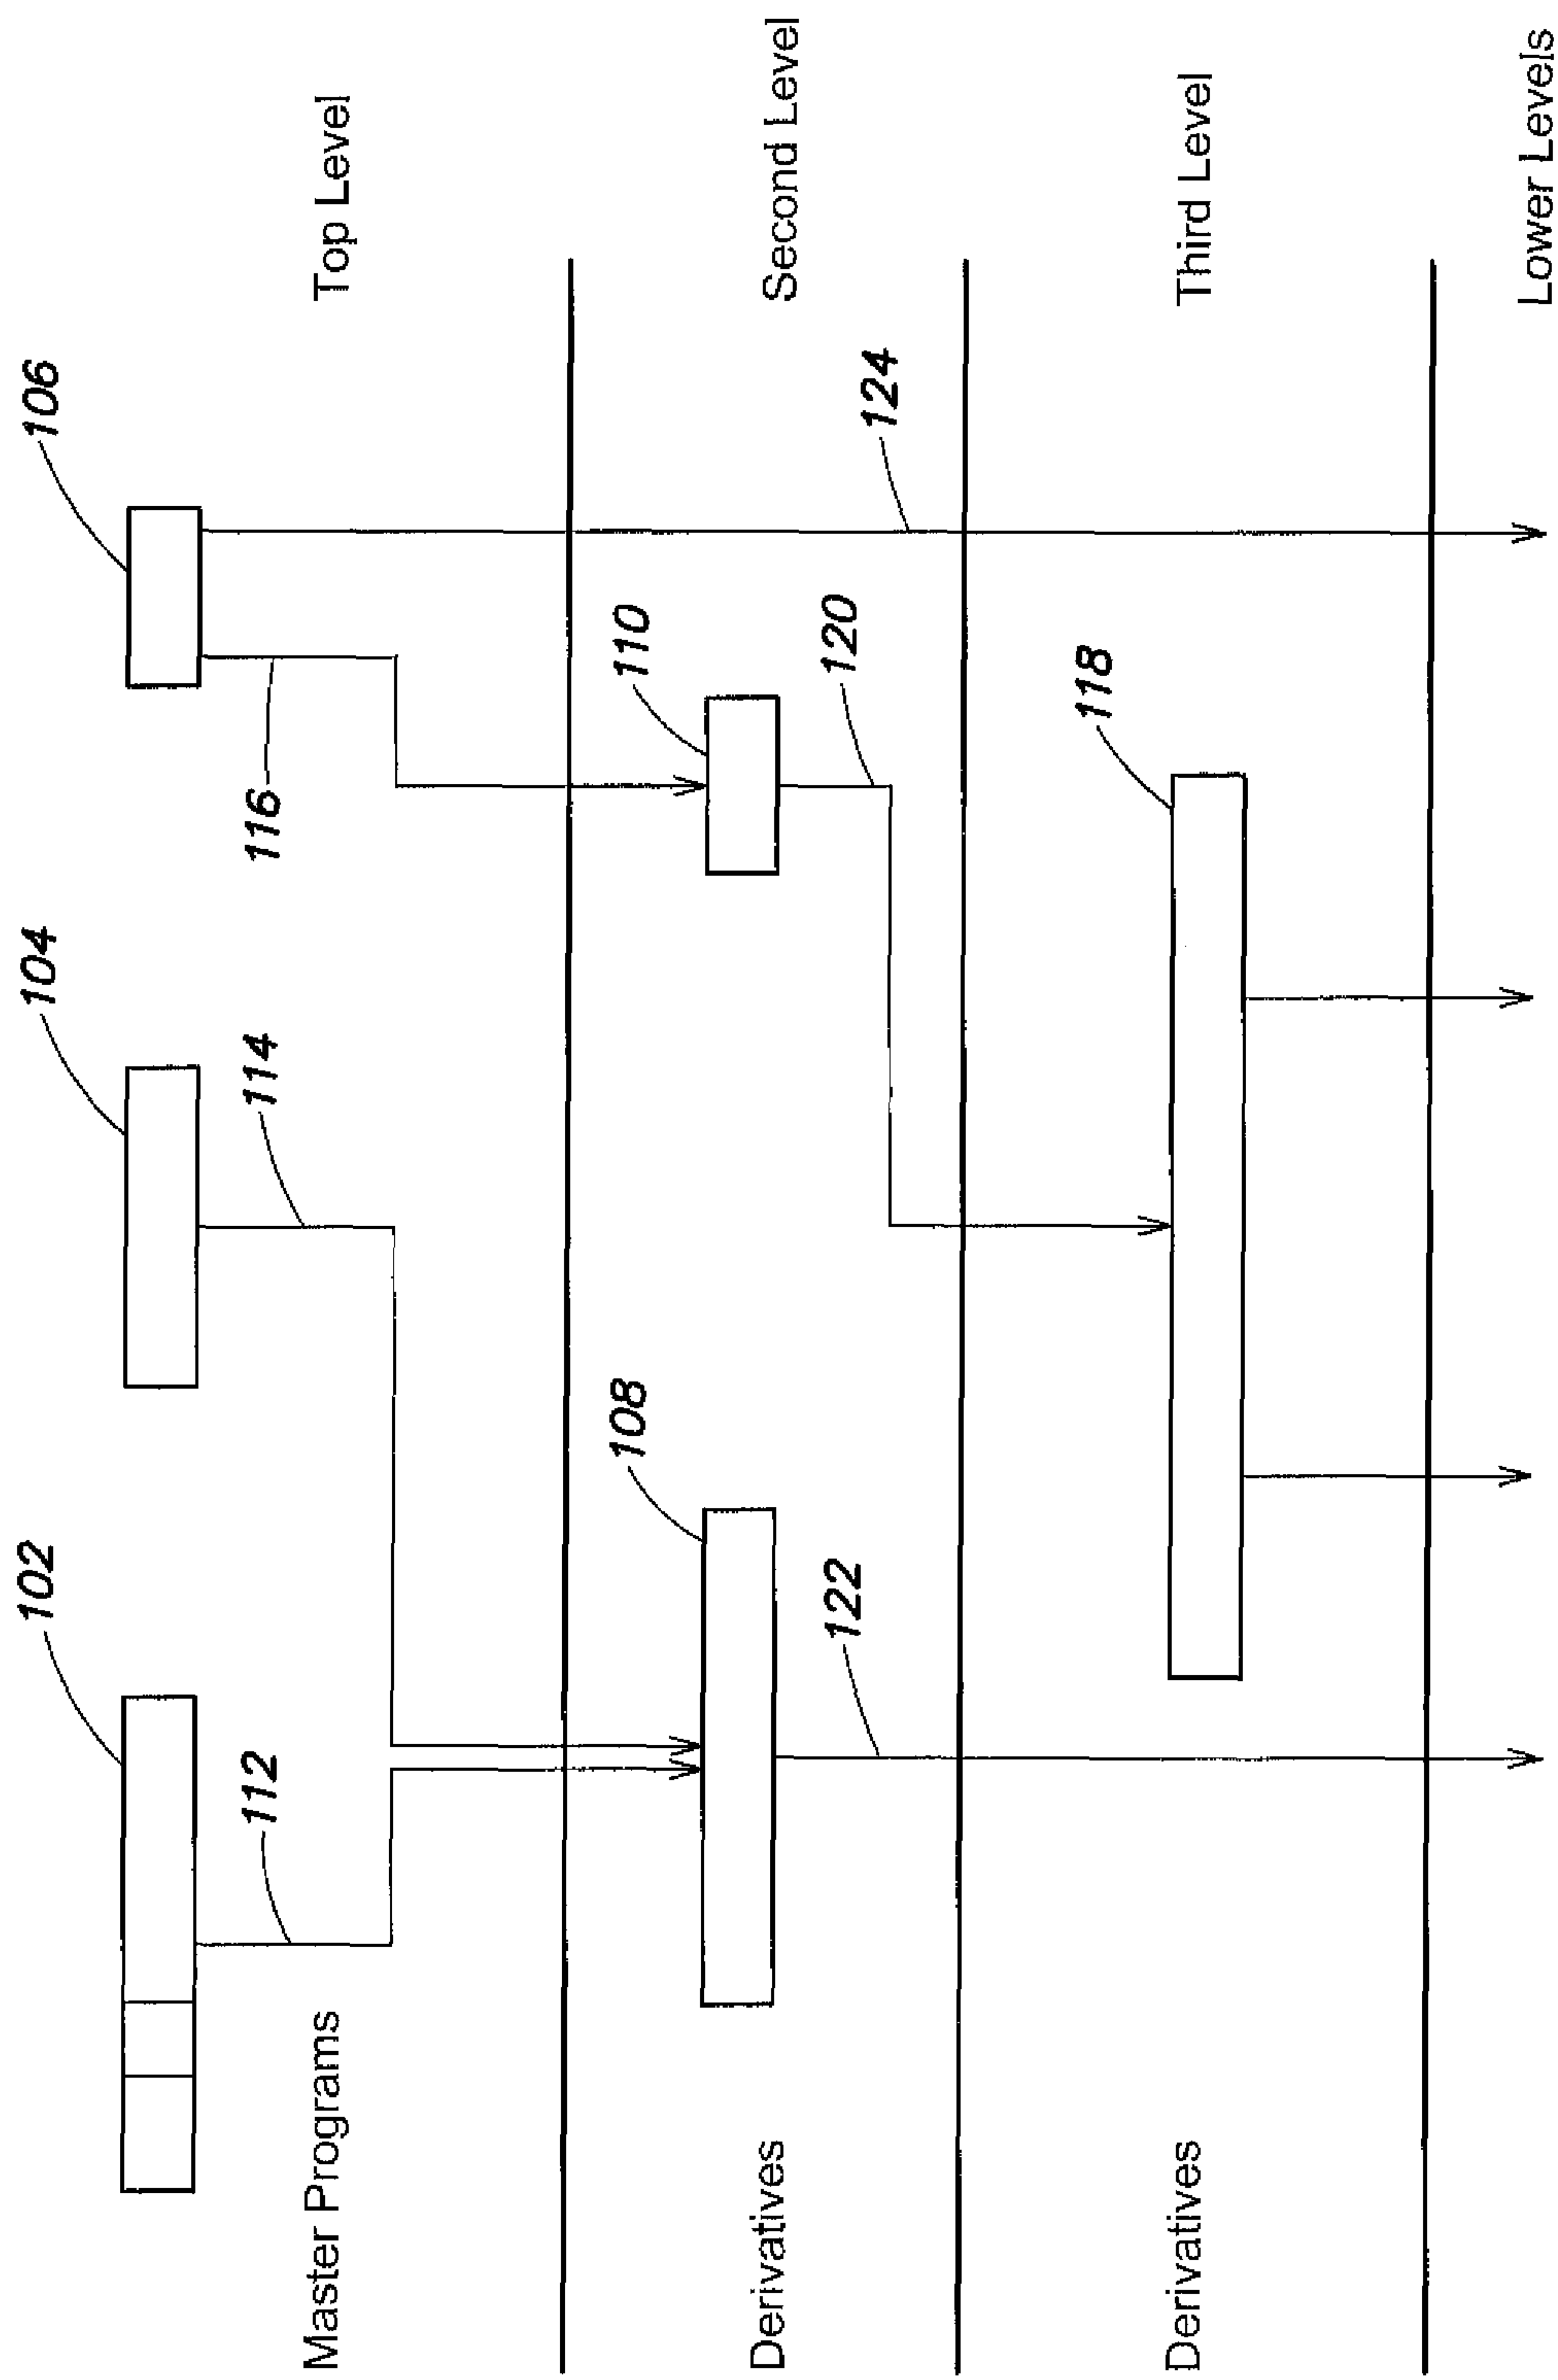 102
104
106
112
114
116
Master Programs
Top Level
108
110
Derivatives
Second Level
122
120
124
118
Derivatives
Third Level
Lower Levels